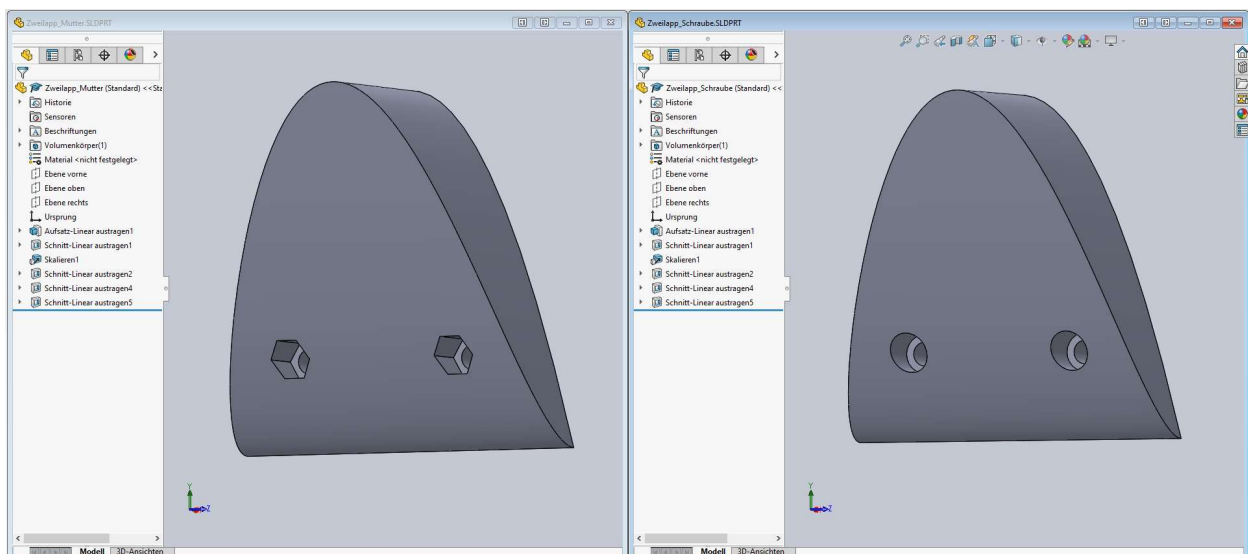 Zweilapp_Mutter.SLDPRT
Zweilapp_Mutter (Standard) <<Sta
Historie
Sensoren
Beschriftungen
Volumenkörper(1)
Material <nicht festgelegt>
Ebene vorne
Ebene oben
Ebene rechts
Ursprung
Aufsatz-Linear austragen1
Schnitt-Linear austragen1
Skalieren1
Schnitt-Linear austragen2
Schnitt-Linear austragen4
Schnitt-Linear austragen5
Y
Z
Modell
3D-Ansichten
Zweilapp_Schraube.SLDPRT
Zweilapp_Schraube (Standard) <<
Historie
Sensoren
Beschriftungen
Volumenkörper(1)
Material <nicht festgelegt>
Ebene vorne
Ebene oben
Ebene rechts
Ursprung
Aufsatz-Linear austragen1
Schnitt-Linear austragen1
Skalieren1
Schnitt-Linear austragen2
Schnitt-Linear austragen4
Schnitt-Linear austragen5
Y
Z
Modell
3D-Ansichten